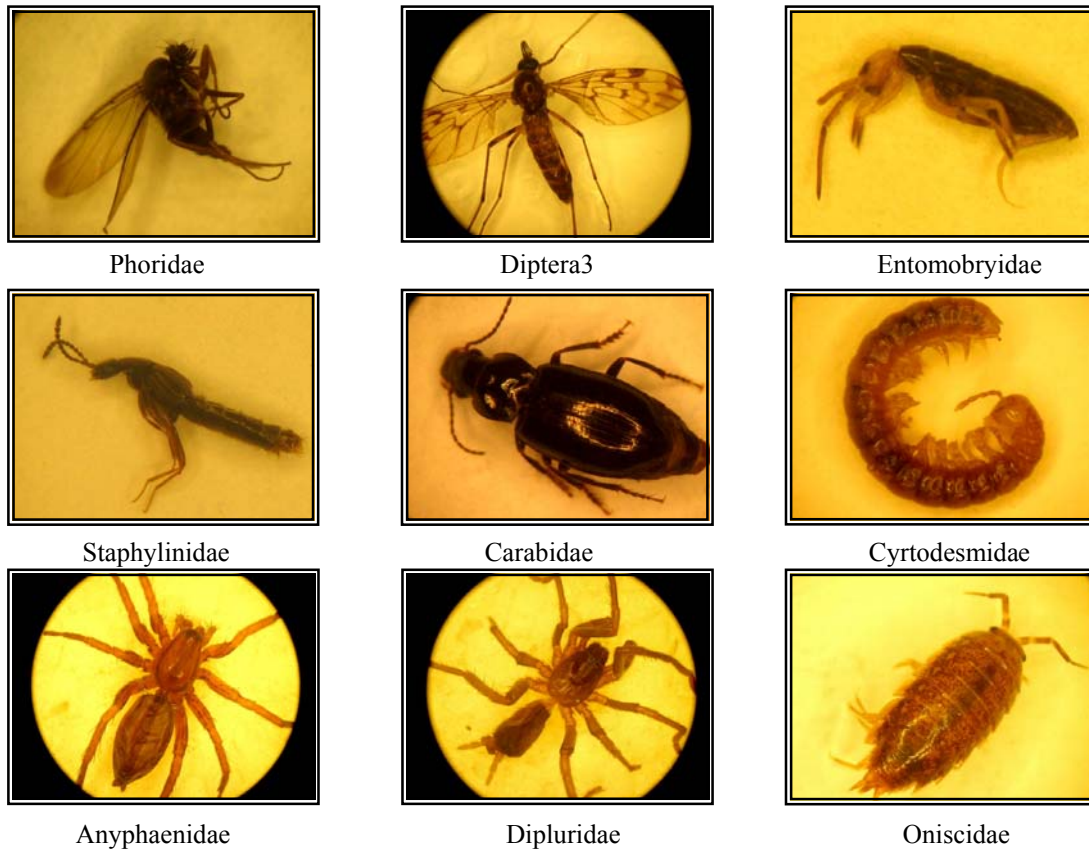 Phoridae
Diptera3
Entomobryidae
Staphylinidae
Carabidae
Cyrtodesmidae
Anyphaenidae
Dipluridae
Oniscidae